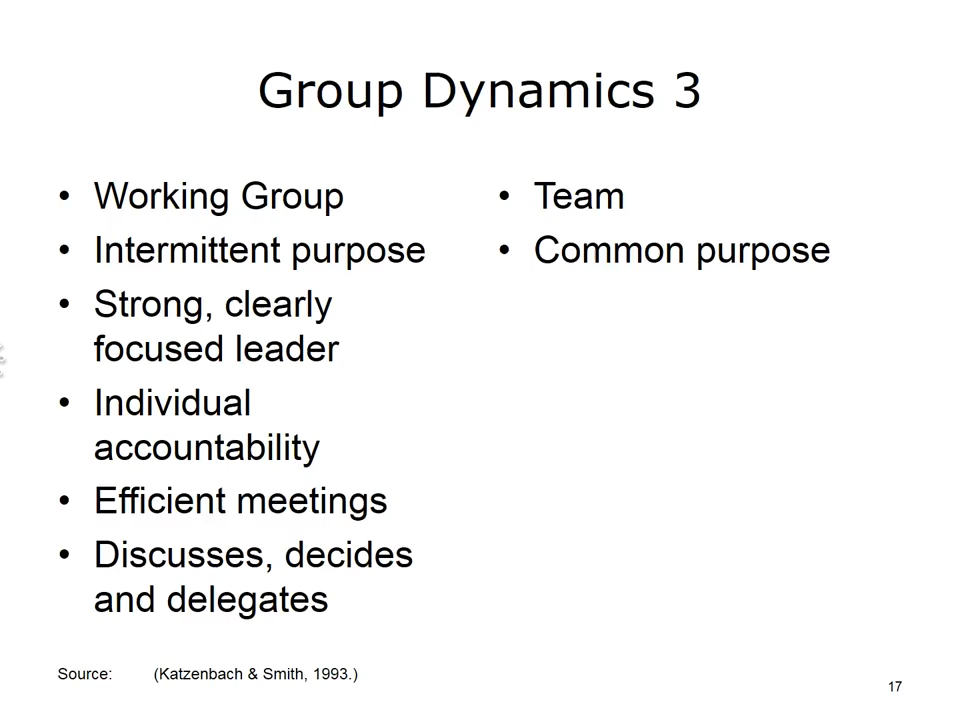 Group Dynamics 3
• Working Group
• Intermittent purpose
• Strong, clearly
focused leader
• Individual
accountability
• Efficient meetings
• Discusses, decides
and delegates
• Team
• Common purpose
Source: (Katzenbach & Smith, 1993.)
17